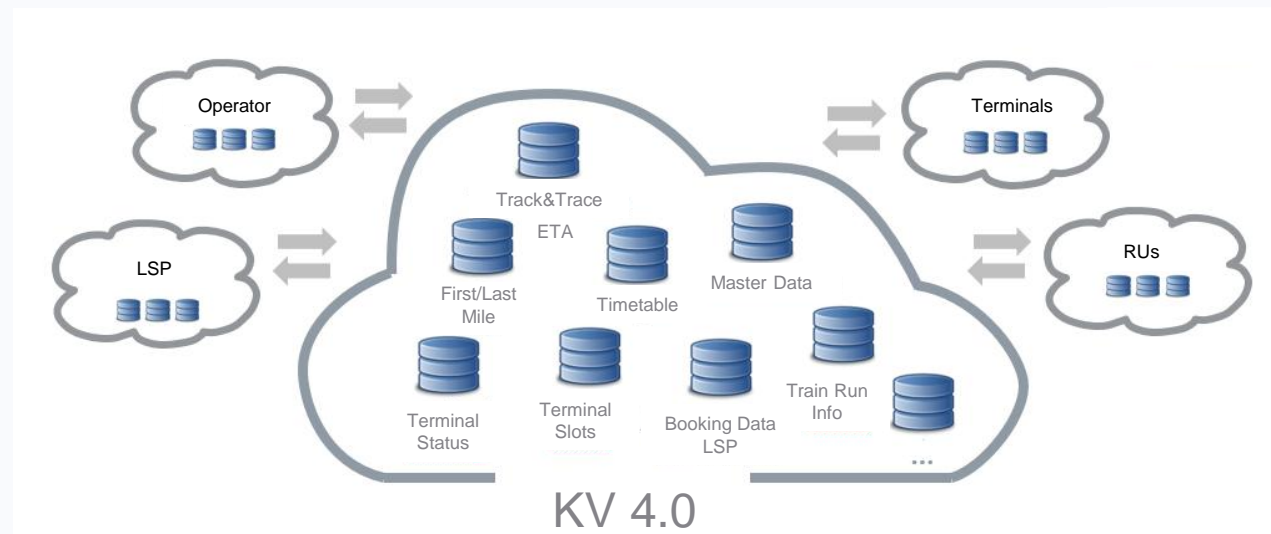 Operator
Terminals
Track&Trace
ETA
LSP
RUs
First/Last
Mile
Timetable
Master Data
Terminal
Status
Terminal
Slots
Booking Data
LSP
Train Run
Info
...
KV 4.0